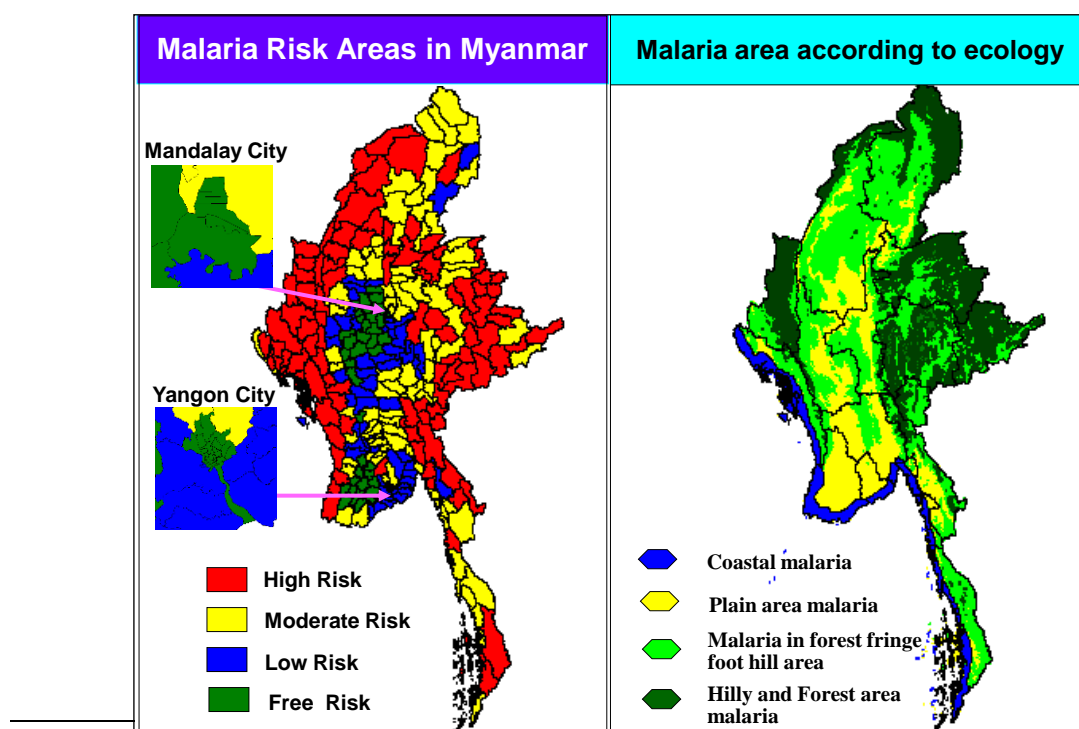 Malaria Risk Areas in Myanmar
Malaria area according to ecology
Mandalay City
Yangon City
High Risk
Moderate Risk
Low Risk
Free Risk
Coastal malaria
Plain area malaria
Malaria in forest fringe
foot hill area
Hilly and Forest area
malaria